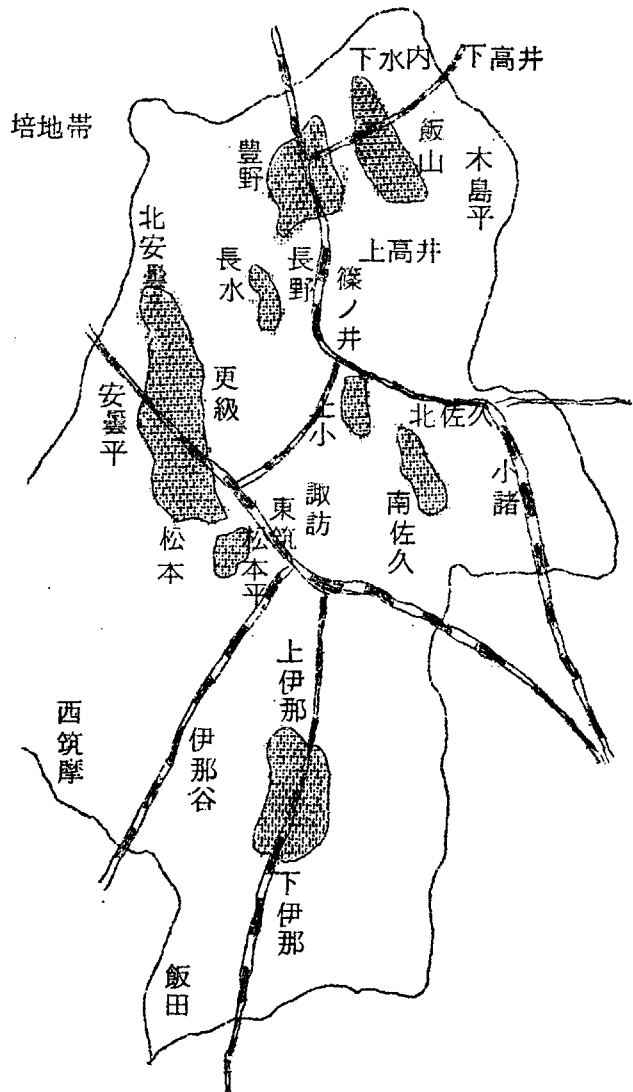 下水内
下高井
培地帯
豊野
飯山
木島平
北安曇
長水
長野
上高井
篠ノ井
安曇平
更級
上小
北佐久
小諸
南佐久
諏訪
東筑
松本
松本平
上伊那
西筑摩
伊那谷
下伊那
飯田